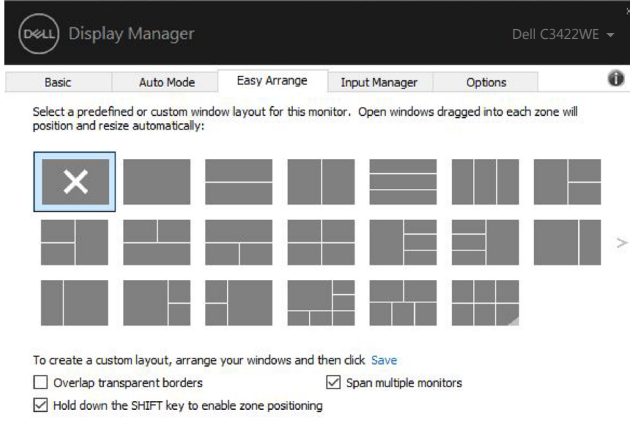 DELL Display Manager
Dell C3422WE
Basic Auto Mode Easy Arrange Input Manager Options
Select a predefined or custom window layout for this monitor. Open windows dragged into each zone will
position and resize automatically:
To create a custom layout, arrange your windows and then click Save
Overlap transparent borders
Span multiple monitors
Hold down the SHIFT key to enable zone positioning